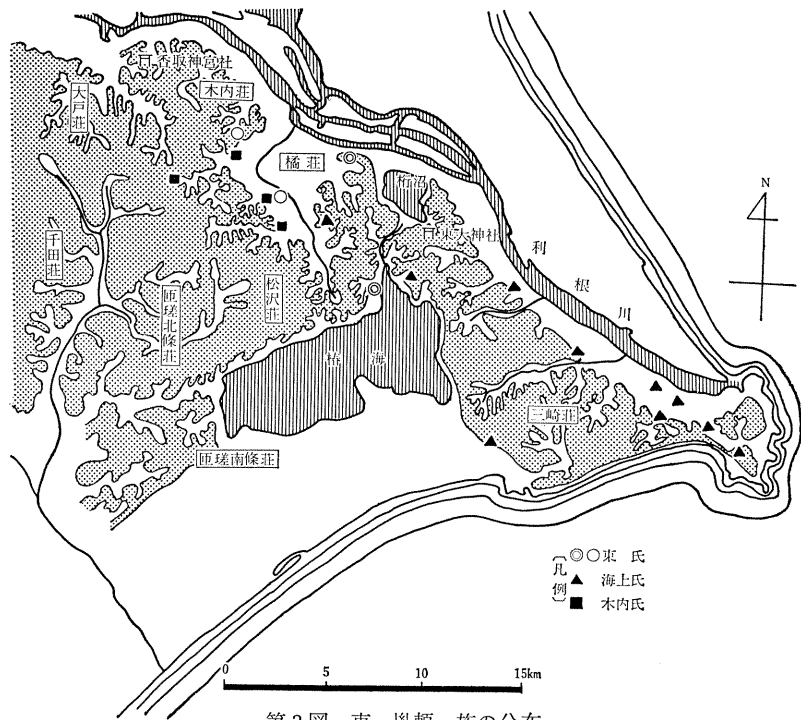 香取神宮社
木内荘
大戸荘
橘荘
桁沼
東大神社
利根川
千田荘
匝瑳北條荘
松沢荘
椿海
三崎荘
匝瑳南條荘
N
凡例
◎○東 氏
▲ 海上氏
■ 木内氏
0 5 10 15km